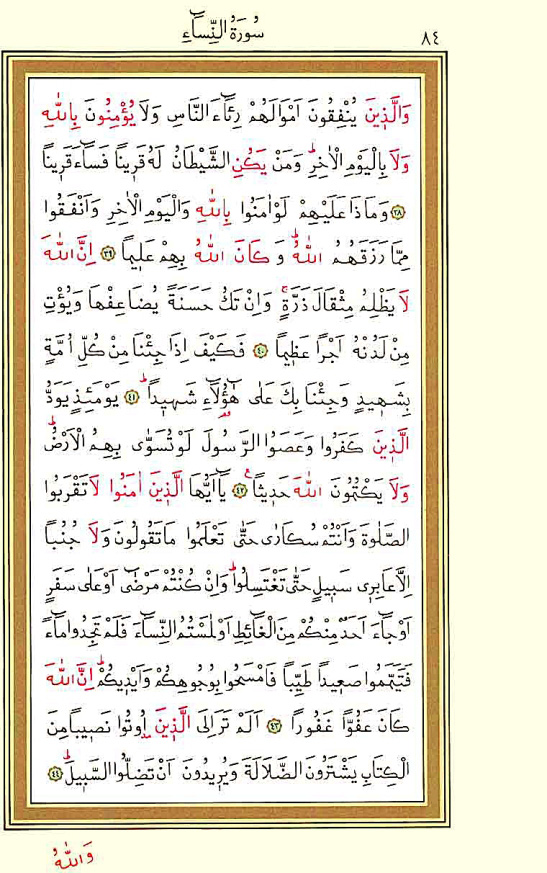 سُورَةُ النِّسَٓاءِ ٨٤
وَالَّذ۪ينَ يُنْفِقُونَ اَمْوَالَهُمْ رِئَٓاءَ النَّاسِ وَلَا يُؤْمِنُونَ بِاللّٰهِ
وَلَا بِالْيَوْمِ الْاٰخِرِۜ وَمَنْ يَكُنِ الشَّيْطَانُ لَهُ قَر۪يناً فَسَٓاءَ قَر۪يناً
﴿٣٨﴾ وَمَاذَا عَلَيْهِمْ لَوْ اٰمَنُوا بِاللّٰهِ وَالْيَوْمِ الْاٰخِرِ وَاَنْفَقُوا
مِمَّا رَزَقَهُمُ اللّٰهُۜ وَكَانَ اللّٰهُ بِهِمْ عَل۪يماً ﴿٣٩﴾ اِنَّ اللّٰهَ
لَا يَظْلِمُ مِثْقَالَ ذَرَّةٍۚ وَاِنْ تَكُ حَسَنَةً يُضَاعِفْهَا وَيُؤْتِ
مِنْ لَدُنْهُ اَجْراً عَظ۪يماً ﴿٤٠﴾ فَكَيْفَ اِذَا جِئْنَا مِنْ كُلِّ اُمَّةٍ
بِشَه۪يدٍ وَجِئْنَا بِكَ عَلٰى هٰٓؤُ۬لَٓاءِ شَه۪يداًۜ ﴿٤١﴾ يَوْمَئِذٍ يَوَدُّ
الَّذ۪ينَ كَفَرُوا وَعَصَوُا الرَّسُولَ لَوْ تُسَوّٰى بِهِمُ الْاَرْضُۜ
وَلَا يَكْتُمُونَ اللّٰهَ حَد۪يثاً۟ ﴿٤٢﴾ يَٓا اَيُّهَا الَّذ۪ينَ اٰمَنُوا لَا تَقْرَبُوا
الصَّلٰوةَ وَاَنْتُمْ سُكَارٰى حَتّٰى تَعْلَمُوا مَا تَقُولُونَ وَلَا جُنُباً
اِلَّا عَابِر۪ي سَب۪يلٍ حَتّٰى تَغْتَسِلُواۜ وَاِنْ كُنْتُمْ مَرْضٰٓى اَوْ عَلٰى سَفَرٍ
اَوْ جَٓاءَ اَحَدٌ مِنْكُمْ مِنَ الْغَٓائِطِ اَوْ لٰمَسْتُمُ النِّسَٓاءَ فَلَمْ تَجِدُوا مَٓاءً
فَتَيَمَّمُوا صَع۪يداً طَيِّباً فَامْسَحُوا بِوُجُوهِكُمْ وَاَيْد۪يكُمْۜ اِنَّ اللّٰهَ
كَانَ عَفُواًّ غَفُوراً ﴿٤٣﴾ اَلَمْ تَرَ اِلَى الَّذ۪ينَ اُو۫تُوا نَص۪يباً مِنَ
الْكِتَابِ يَشْتَرُونَ الضَّلَالَةَ وَيُر۪يدُونَ اَنْ تَضِلُّوا السَّب۪يلَۜ ﴿٤٤﴾
وَاللّٰهُ